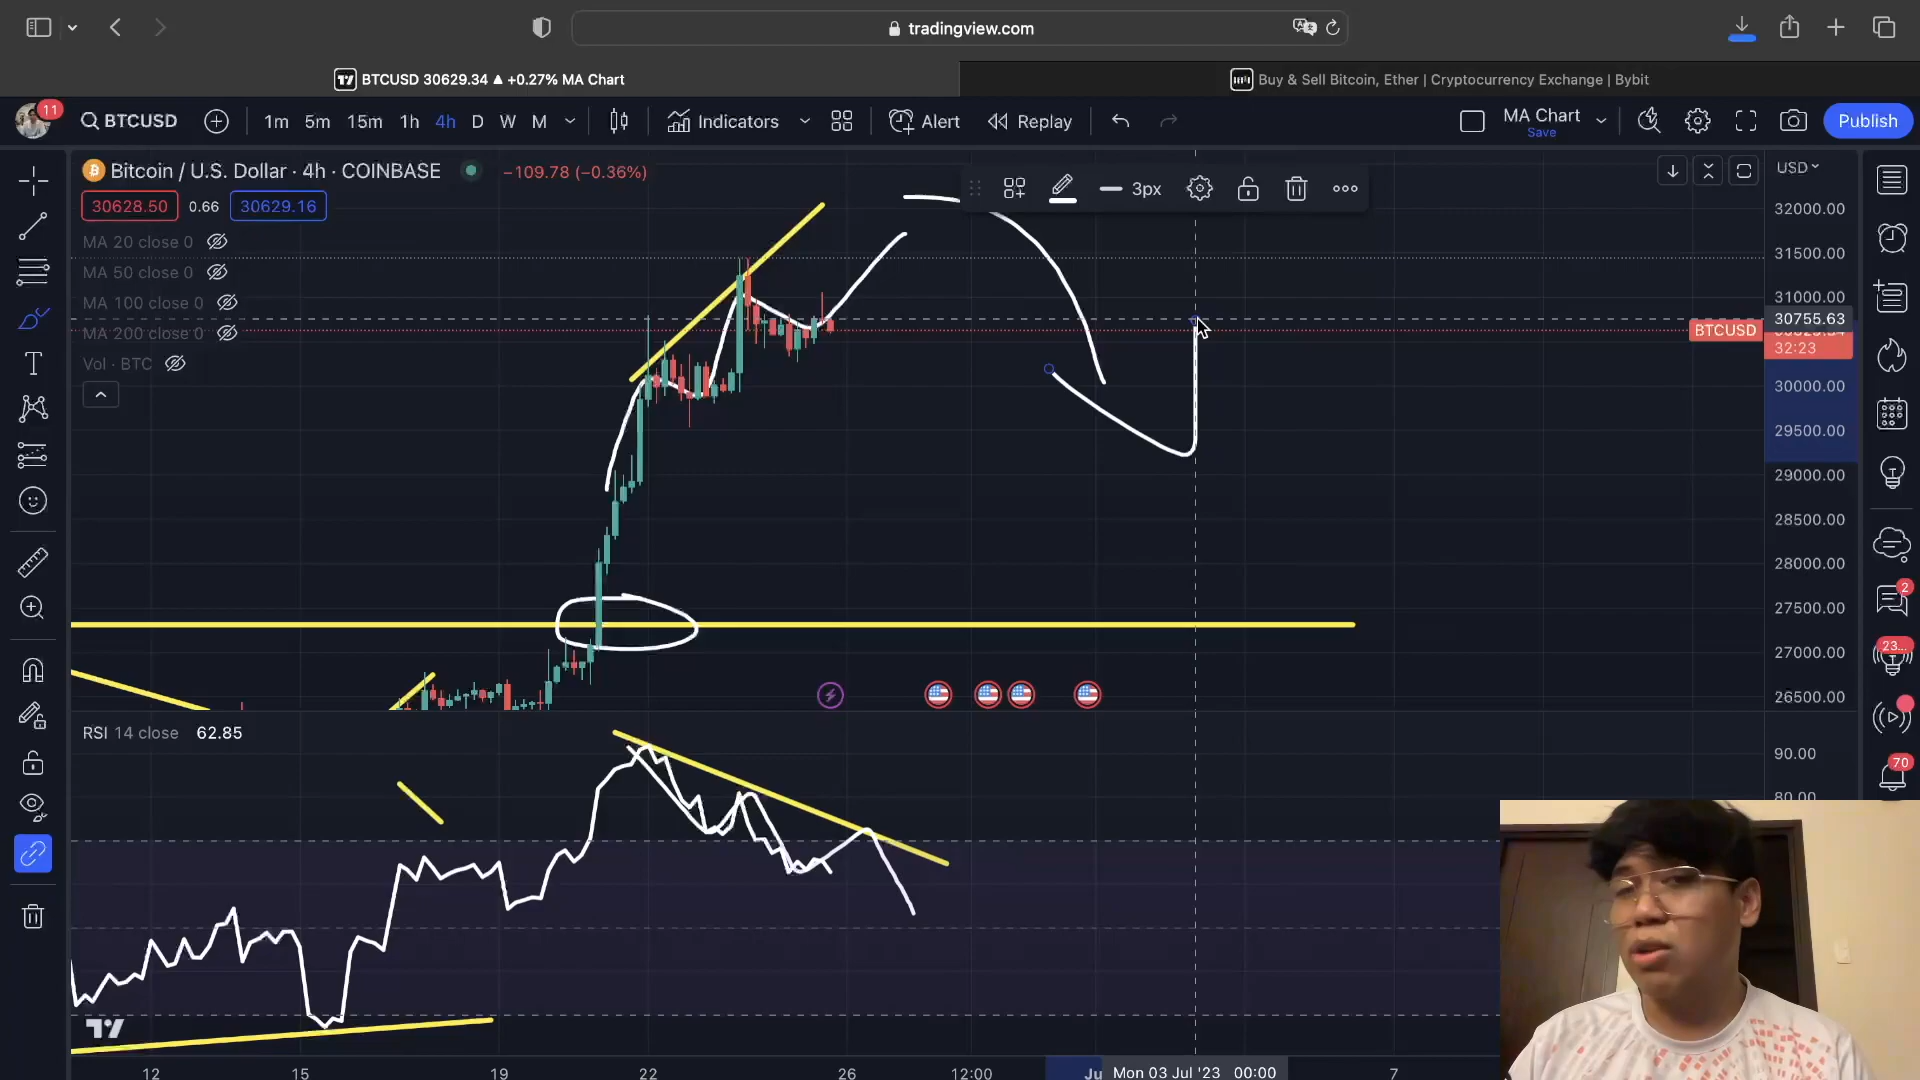 tradingview.com
BTCUSD 30629.34 ▲ +0.27% MA Chart
Buy & Sell Bitcoin, Ether | Cryptocurrency Exchange | Bybit
11
BTCUSD 1m 5m 15m 1h 4h D W M Indicators Alert Replay MA Chart Save Publish
Bitcoin / U.S. Dollar · 4h · COINBASE −109.78 (−0.36%)
3px
USD
30628.50 0.66 30629.16
MA 20 close 0
MA 50 close 0
MA 100 close 0
MA 200 close 0
Vol · BTC
32000.00
31500.00
31000.00
30755.63
BTCUSD
32:23
30000.00
29500.00
29000.00
28500.00
28000.00
27500.00
27000.00
26500.00
2
23...
70
RSI 14 close 62.85
90.00
80.00
12 15 19 22 26 12:00 Ju Mon 03 Jul '23 00:00 7